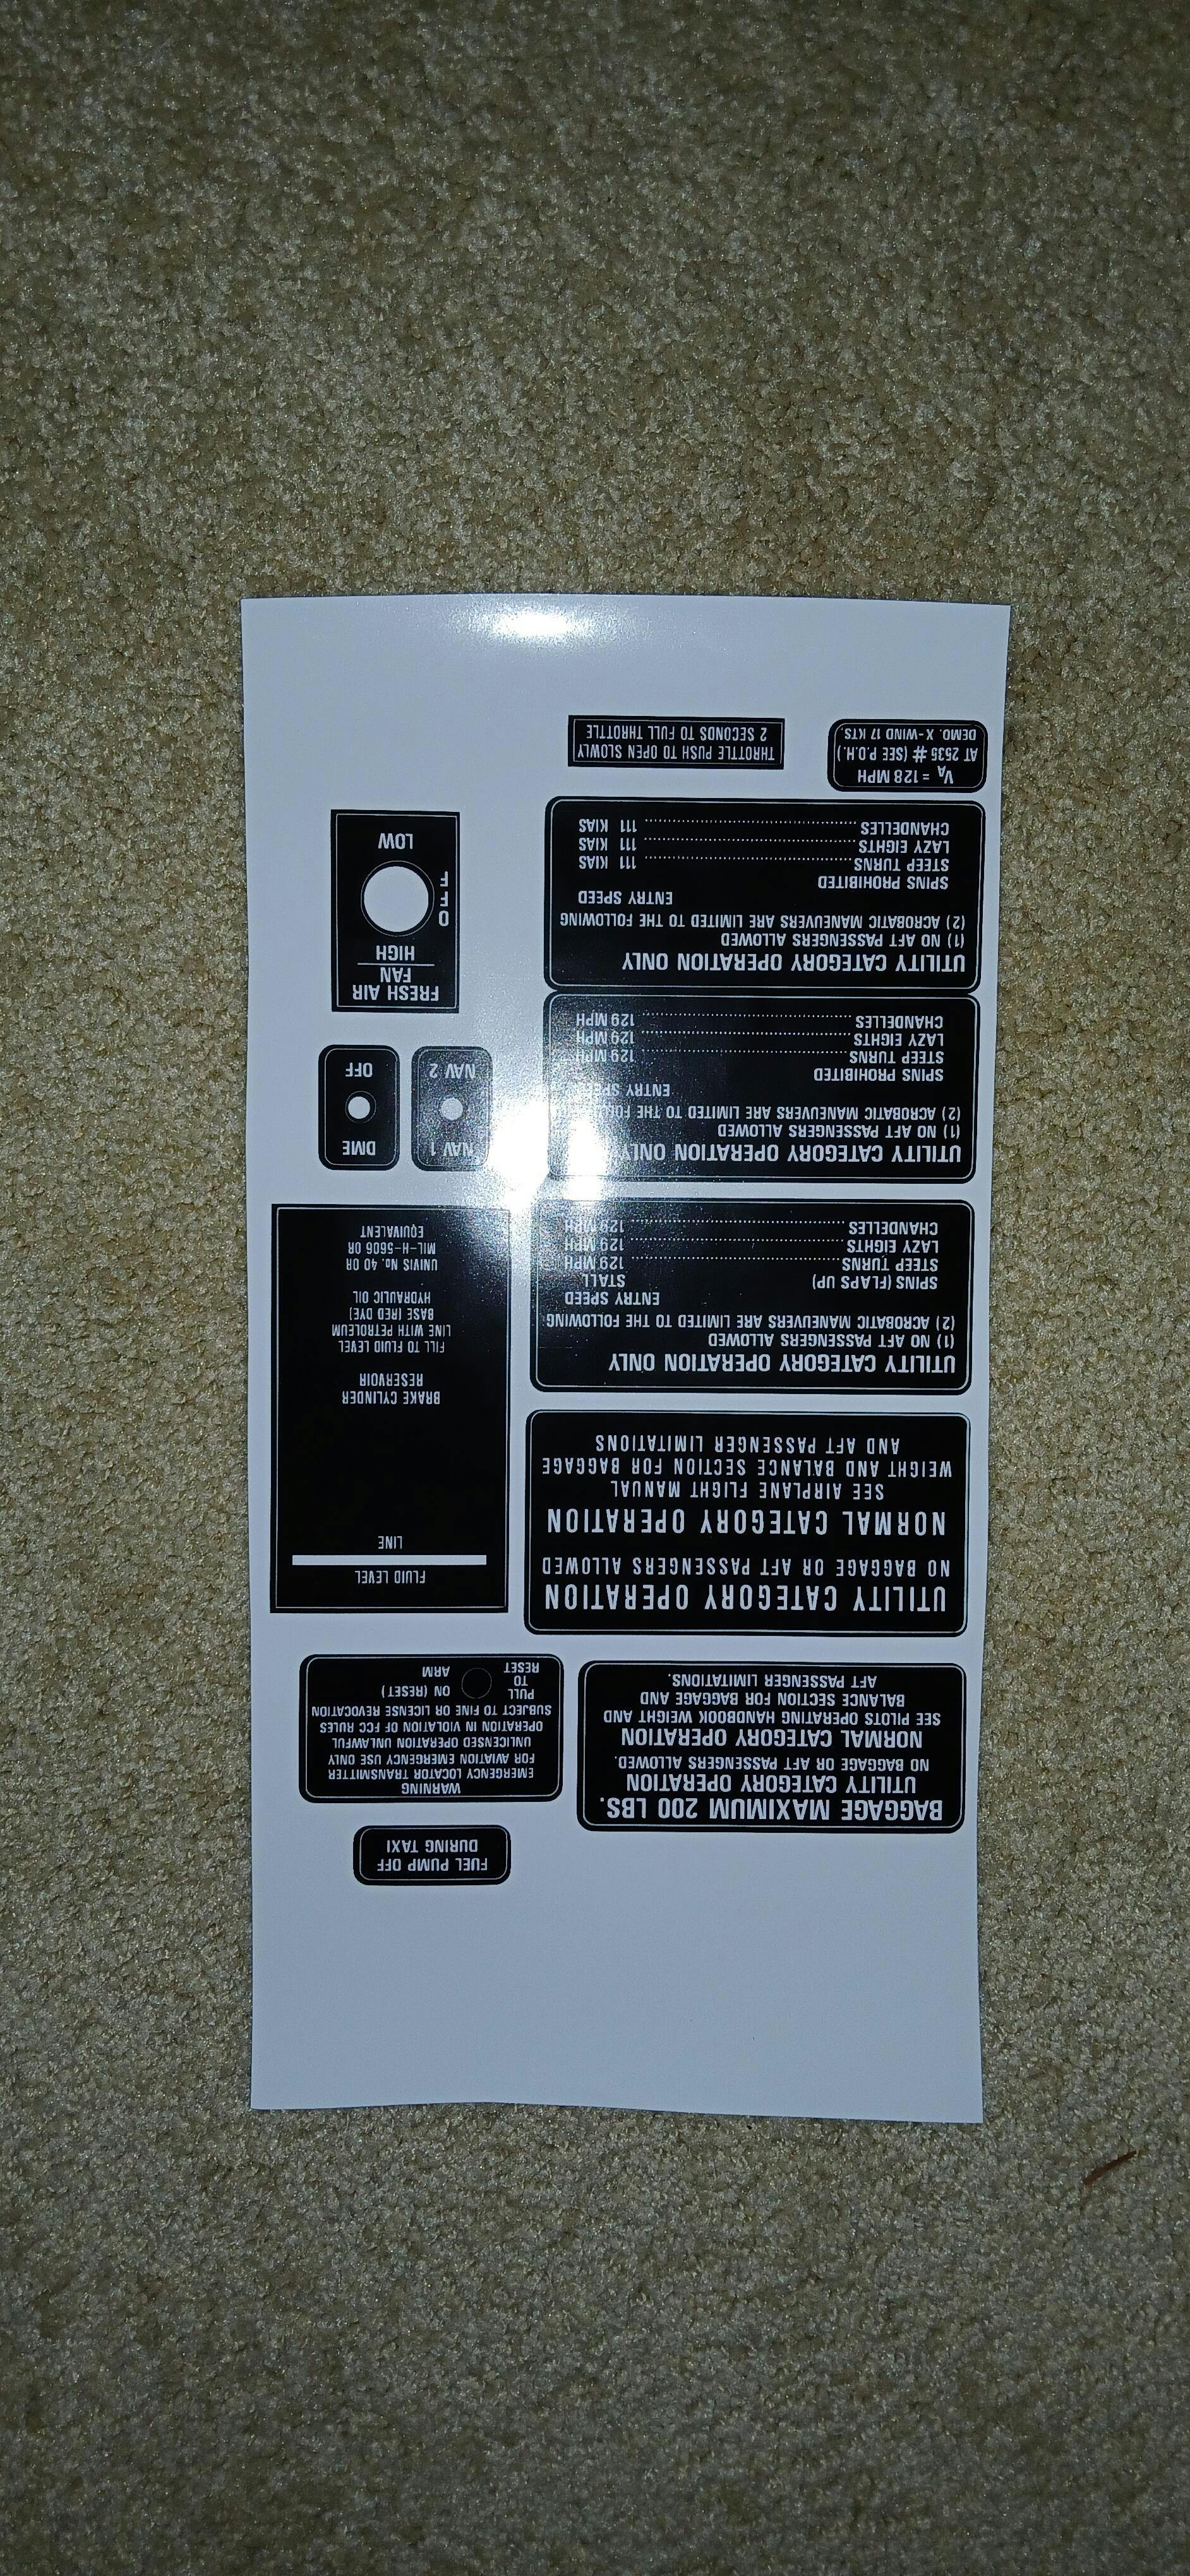 BAGGAGE MAXIMUM 200 LBS.
UTILITY CATEGORY OPERATION
NO BAGGAGE OR AFT PASSENGERS ALLOWED.
NORMAL CATEGORY OPERATION
SEE PILOTS OPERATING HANDBOOK WEIGHT AND
BALANCE SECTION FOR BAGGAGE AND
AFT PASSENGER LIMITATIONS.
UTILITY CATEGORY OPERATION
NO BAGGAGE OR AFT PASSENGERS ALLOWED
NORMAL CATEGORY OPERATION
SEE AIRPLANE FLIGHT MANUAL
WEIGHT AND BALANCE SECTION FOR BAGGAGE
AND AFT PASSENGER LIMITATIONS
UTILITY CATEGORY OPERATION ONLY
(1) NO AFT PASSENGERS ALLOWED
(2) ACROBATIC MANEUVERS ARE LIMITED TO THE FOLLOWING
ENTRY SPEED
SPINS (FLAPS UP) STALL
STEEP TURNS 129 MPH
LAZY EIGHTS 129 MPH
CHANDELLES 129 MPH
UTILITY CATEGORY OPERATION ONLY
(1) NO AFT PASSENGERS ALLOWED
(2) ACROBATIC MANEUVERS ARE LIMITED TO THE
ENTRY SPEED
SPINS PROHIBITED
STEEP TURNS 129 MPH
LAZY EIGHTS 129 MPH
CHANDELLES 129 MPH
UTILITY CATEGORY OPERATION ONLY
(1) NO AFT PASSENGERS ALLOWED
(2) ACROBATIC MANEUVERS ARE LIMITED TO THE FOLLOWING
ENTRY SPEED
SPINS PROHIBITED
STEEP TURNS 111 KIAS
LAZY EIGHTS 111 KIAS
CHANDELLES 111 KIAS
VA = 128 MPH
AT 2535 # (SEE P.O.H.)
DEMO. X-WIND 17 KTS.
THROTTLE PUSH TO OPEN SLOWLY
2 SECONDS TO FULL THROTTLE
FUEL PUMP OFF
DURING TAXI
WARNING
EMERGENCY LOCATOR TRANSMITTER
FOR AVIATION EMERGENCY USE ONLY
UNLICENSED OPERATION UNLAWFUL
OPERATION IN VIOLATION OF FCC RULES
SUBJECT TO FINE OR LICENSE REVOCATION
PULL
TO
RESET
ON (RESET)
ARM
FLUID LEVEL
LINE
BRAKE CYLINDER
RESERVOIR
FILL TO FLUID LEVEL
LINE WITH PETROLEUM
BASE (RED DYE)
HYDRAULIC OIL
UNIVIS No. 40 OR
MIL-H-5606 OR
EQUIVALENT
NAV 1
NAV 2
DME
OFF
FRESH AIR
FAN
HIGH
OFF
LOW